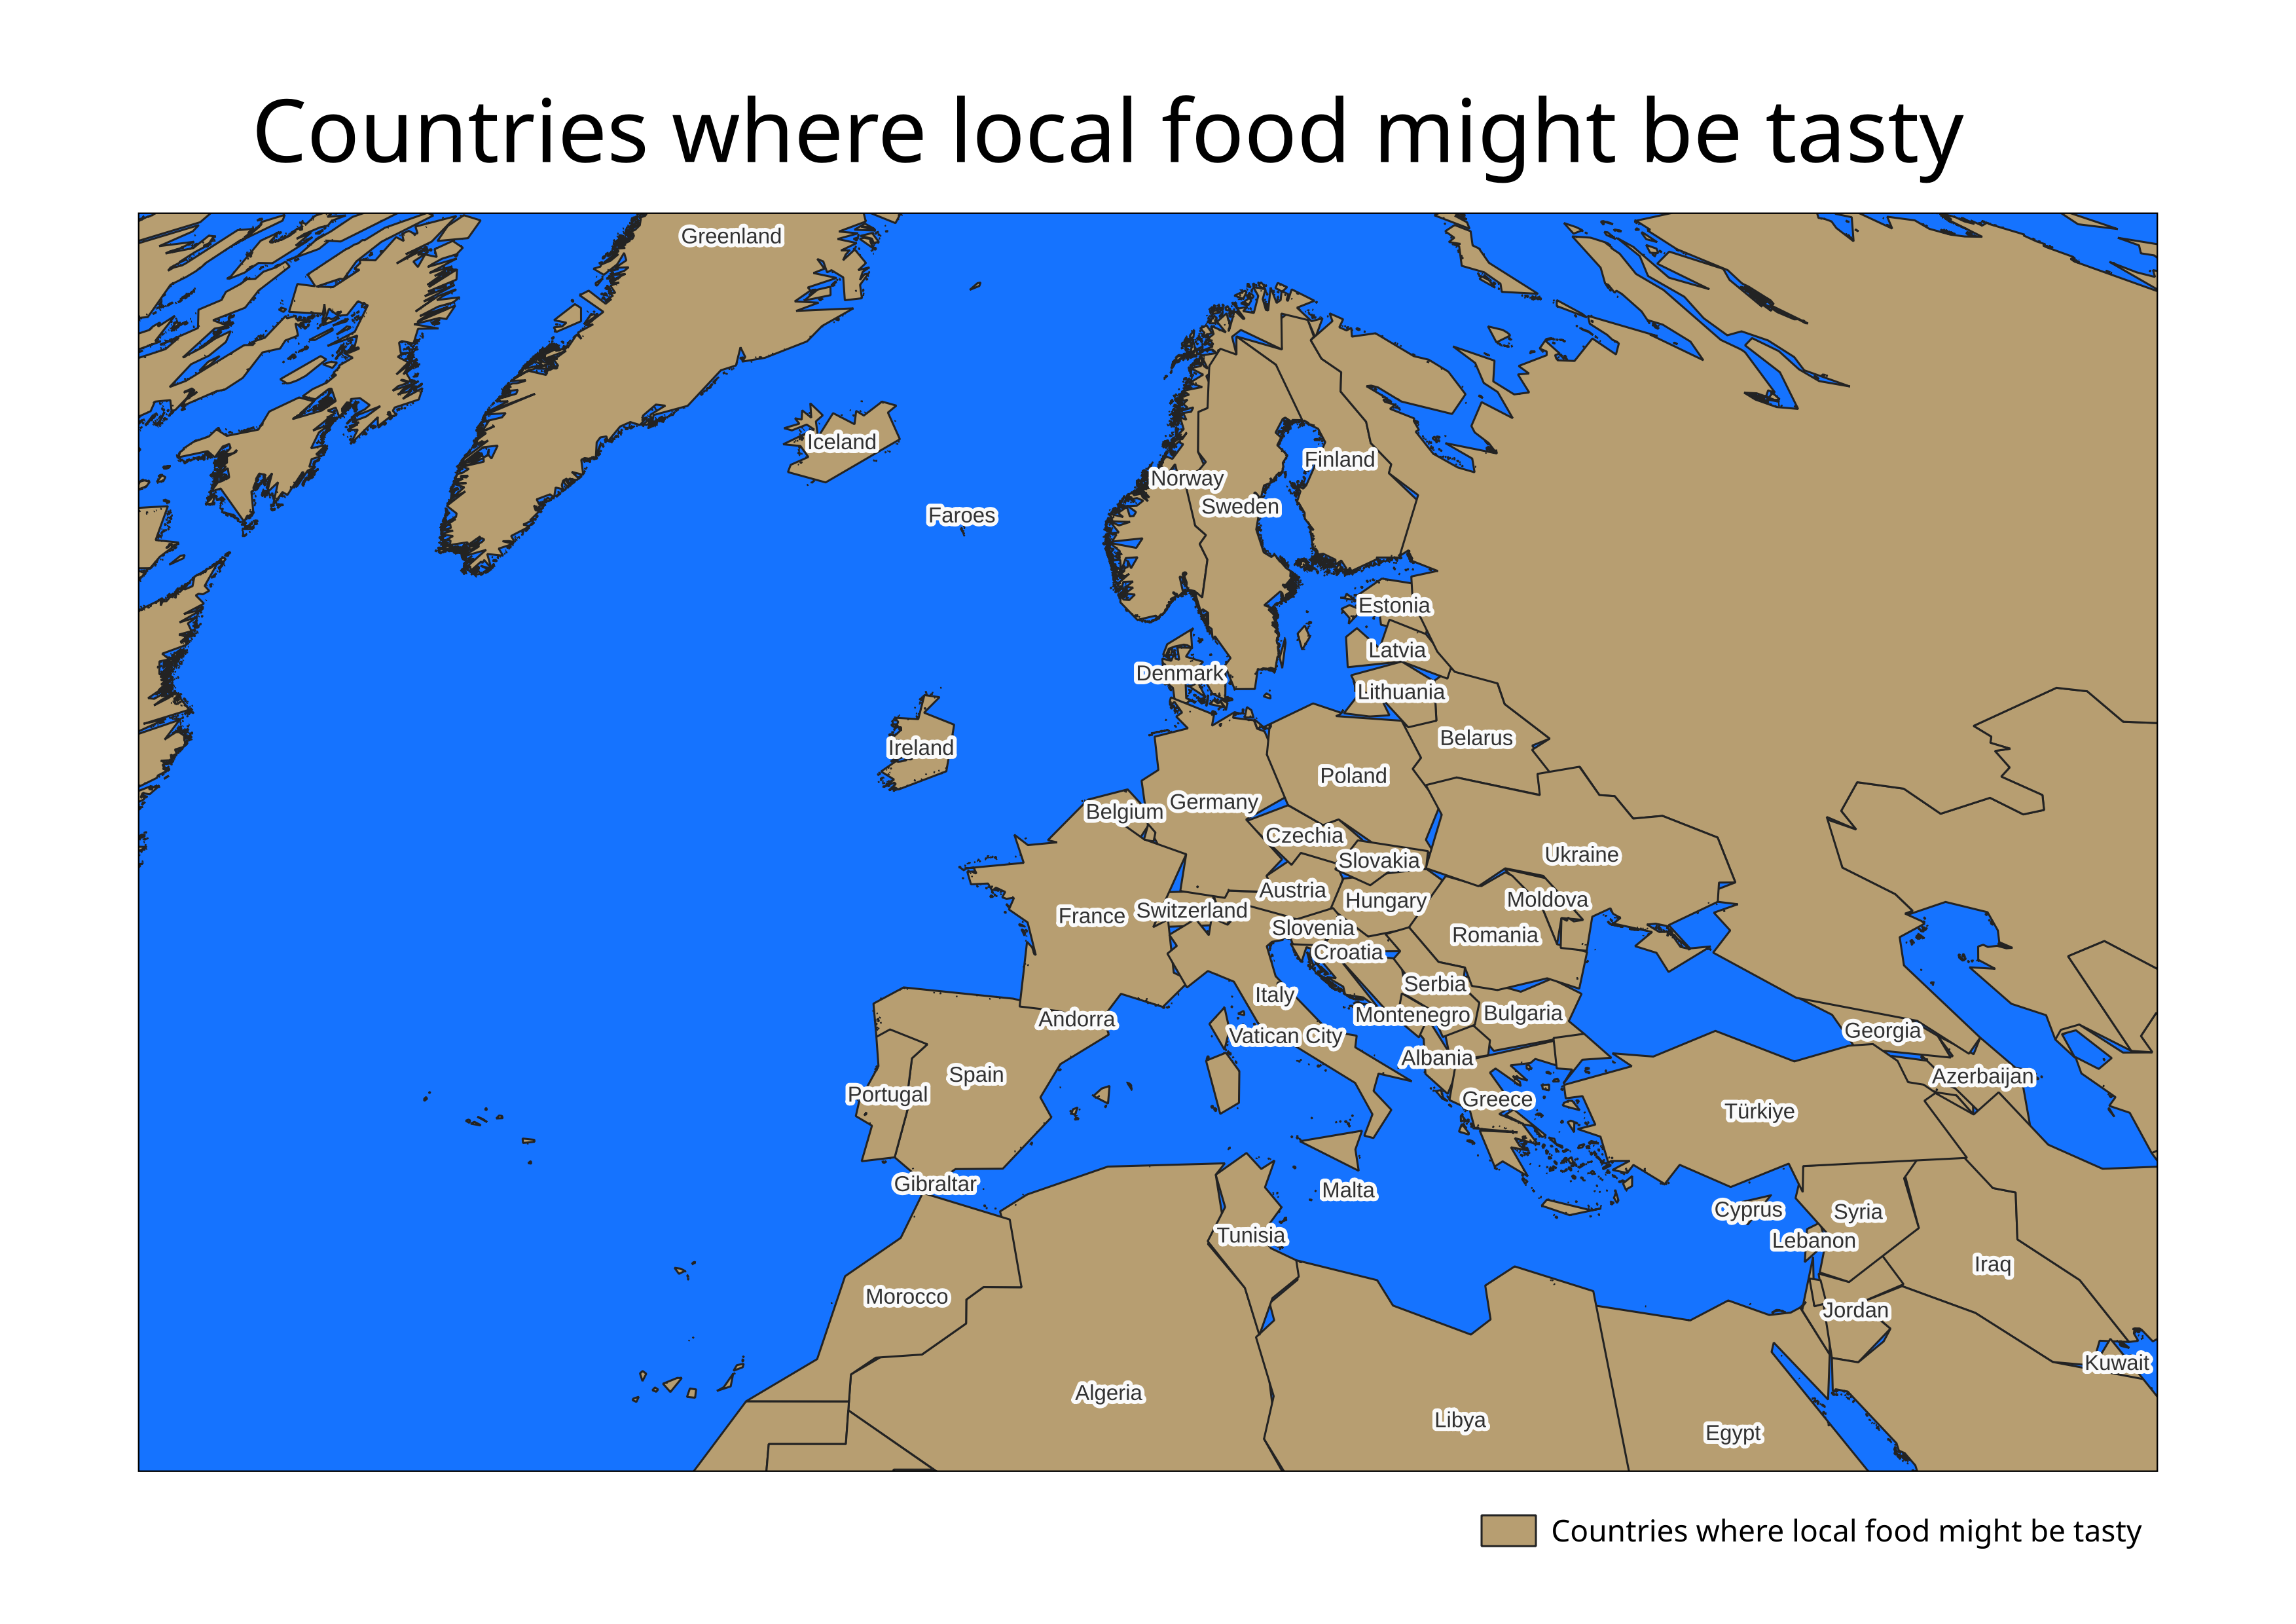 Countries where local food might be tasty
Greenland
Iceland
Finland
Norway
Sweden
Faroes
Estonia
Latvia
Denmark
Lithuania
Belarus
Ireland
Poland
Germany
Belgium
Czechia
Ukraine
Slovakia
Austria
Moldova
Hungary
Switzerland
France
Slovenia
Romania
Croatia
Serbia
Italy
Bulgaria
Montenegro
Andorra
Georgia
Vatican City
Albania
Spain
Azerbaijan
Portugal
Greece
Türkiye
Gibraltar
Malta
Cyprus
Syria
Tunisia
Lebanon
Iraq
Morocco
Jordan
Kuwait
Algeria
Libya
Egypt
Countries where local food might be tasty